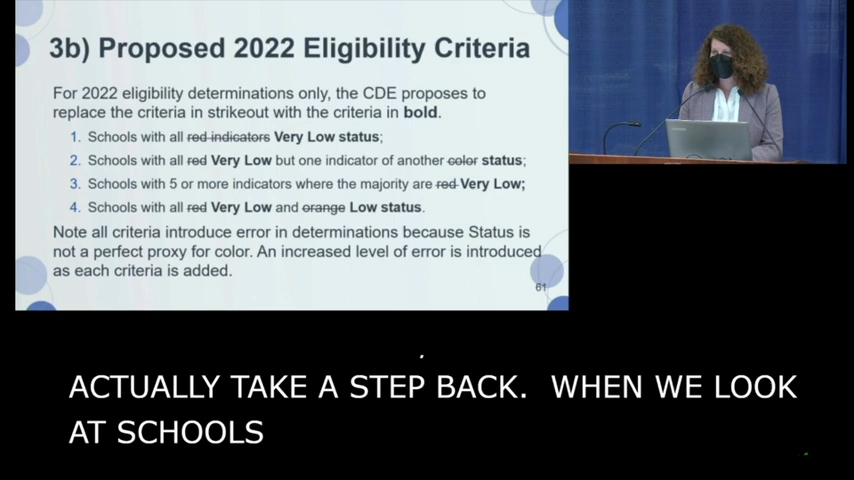 3b) Proposed 2022 Eligibility Criteria
For 2022 eligibility determinations only, the CDE proposes to
replace the criteria in strikeout with the criteria in bold.
1. Schools with all red indicators Very Low status;
2. Schools with all red Very Low but one indicator of another color status;
3. Schools with 5 or more indicators where the majority are red Very Low;
4. Schools with all red Very Low and orange Low status.
Note all criteria introduce error in determinations because Status is
not a perfect proxy for color. An increased level of error is introduced
as each criteria is added.
61
ACTUALLY TAKE A STEP BACK. WHEN WE LOOK
AT SCHOOLS